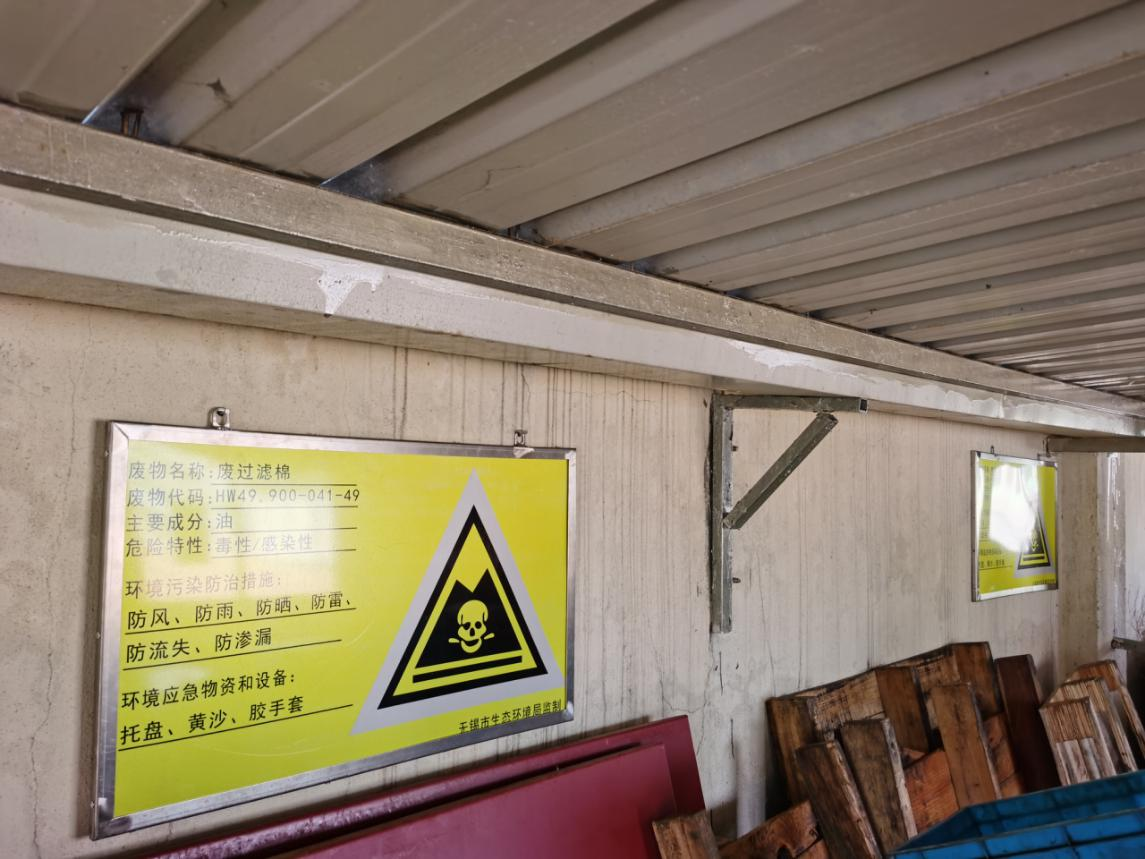 废物名称:废过滤棉
废物代码:HW49.900-041-49
主要成分:油
危险特性:毒性/感染性
环境污染防治措施:
防风、防雨、防晒、防雷、
防流失、防渗漏
环境应急物资和设备:
托盘、黄沙、胶手套
无锡市生态环境局监制